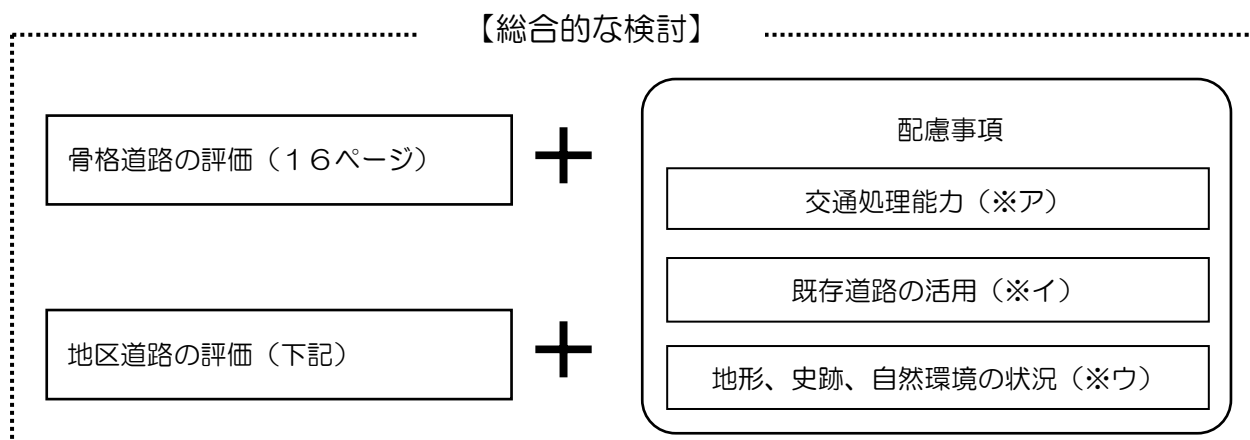 【総合的な検討】
骨格道路の評価（１６ページ）
＋
配慮事項
交通処理能力（※ア）
既存道路の活用（※イ）
地区道路の評価（下記）
＋
地形、史跡、自然環境の状況（※ウ）